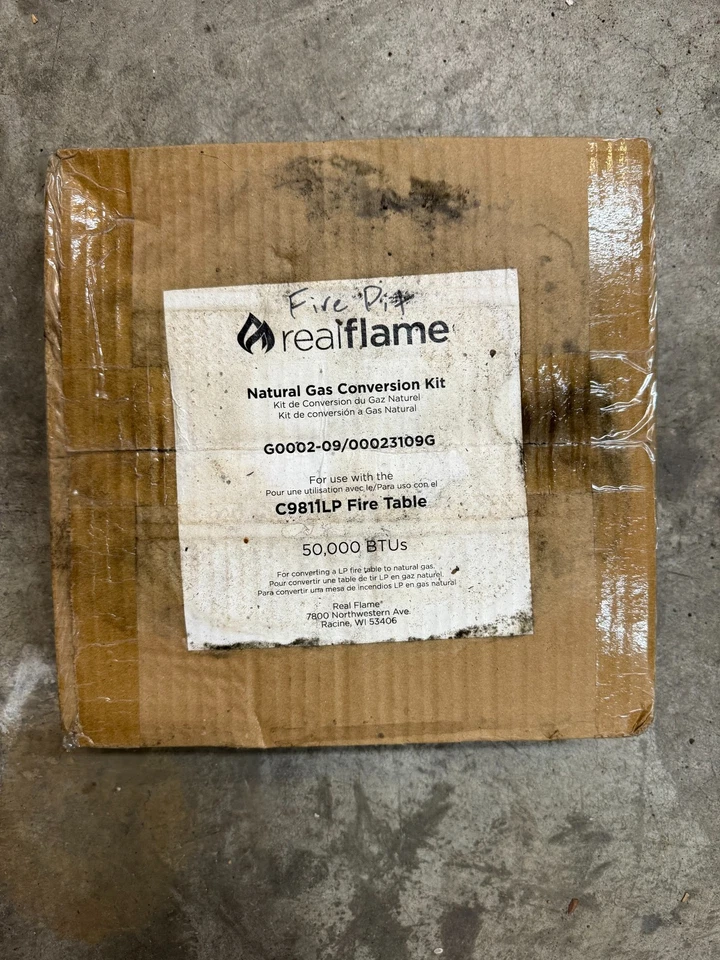 Fire Pit
realflame
Natural Gas Conversion Kit
Kit de Conversion du Gaz Naturel
Kit de conversión a Gas Natural
G0002-09/00023109G
For use with the
Pour une utilisation avec le/Para uso con el
C9811LP Fire Table
50,000 BTUs
For converting a LP fire table to natural gas.
Pour convertir une table de tir LP en gaz naturel.
Para convertir una mesa de incendios LP en gas natural
Real Flame®
7800 Northwestern Ave.
Racine, WI 53406